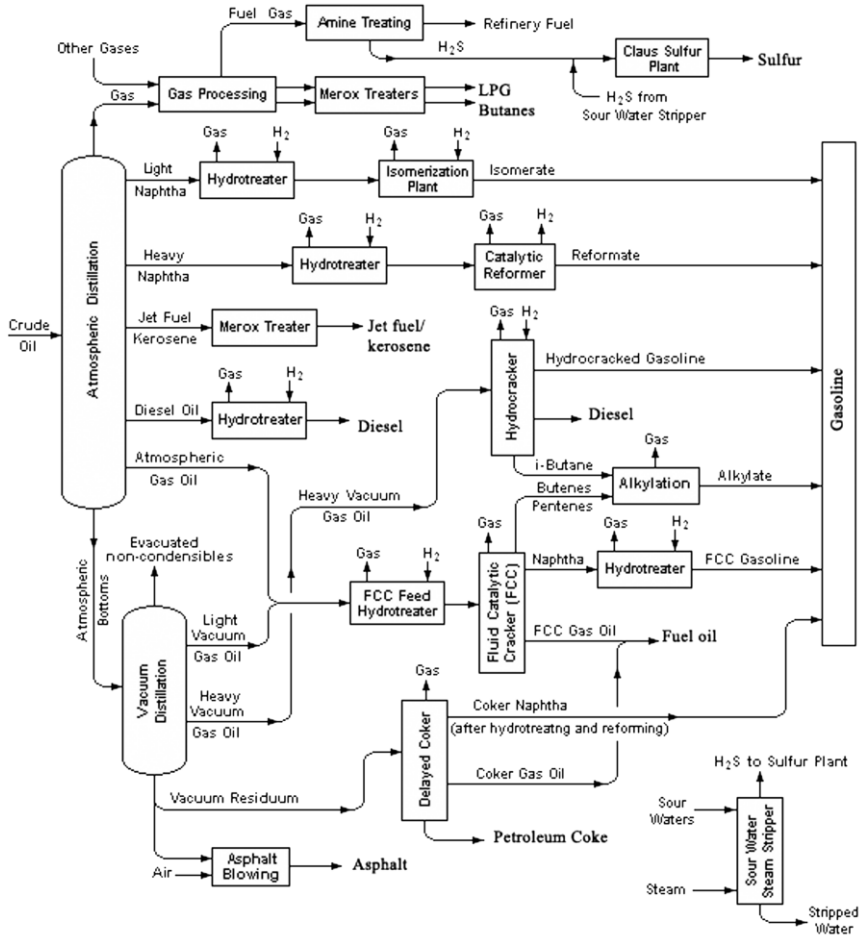 Fuel Gas
Amine Treating
Refinery Fuel
H2S
Other Gases
Gas
Gas Processing
Merox Treaters
LPG
Butanes
Claus Sulfur
Plant
Sulfur
H2S from
Sour Water Stripper
Light
Naphtha
Gas
H2
Hydrotreater
Gas
H2
Isomerization
Plant
Isomerate
Heavy
Naphtha
Gas
H2
Hydrotreater
Gas
H2
Catalytic
Reformer
Reformate
Crude
Oil
Atmospheric Distillation
Jet Fuel
Kerosene
Merox Treater
Jet fuel/
kerosene
Diesel Oil
Gas
H2
Hydrotreater
Diesel
Gas
H2
Hydrocracker
Hydrocracked Gasoline
Diesel
i-Butane
Butenes
Pentenes
Gas
Alkylation
Alkylate
Gasoline
Atmospheric
Gas Oil
Heavy Vacuum
Gas Oil
Atmospheric
Bottoms
Evacuated
non-condensibles
Gas
H2
FCC Feed
Hydrotreater
Gas
Fluid Catalytic
Cracker (FCC)
Naphtha
Gas
H2
Hydrotreater
FCC Gasoline
FCC Gas Oil
Fuel oil
Vacuum
Distillation
Light
Vacuum
Gas Oil
Heavy
Vacuum
Gas Oil
Gas
Delayed Coker
Coker Naphtha
(after hydrotreatng and reforming)
Coker Gas Oil
Vacuum Residuum
Petroleum Coke
Air
Asphalt
Blowing
Asphalt
H2S to Sulfur Plant
Sour
Waters
Sour Water
Steam Stripper
Steam
Stripped
Water